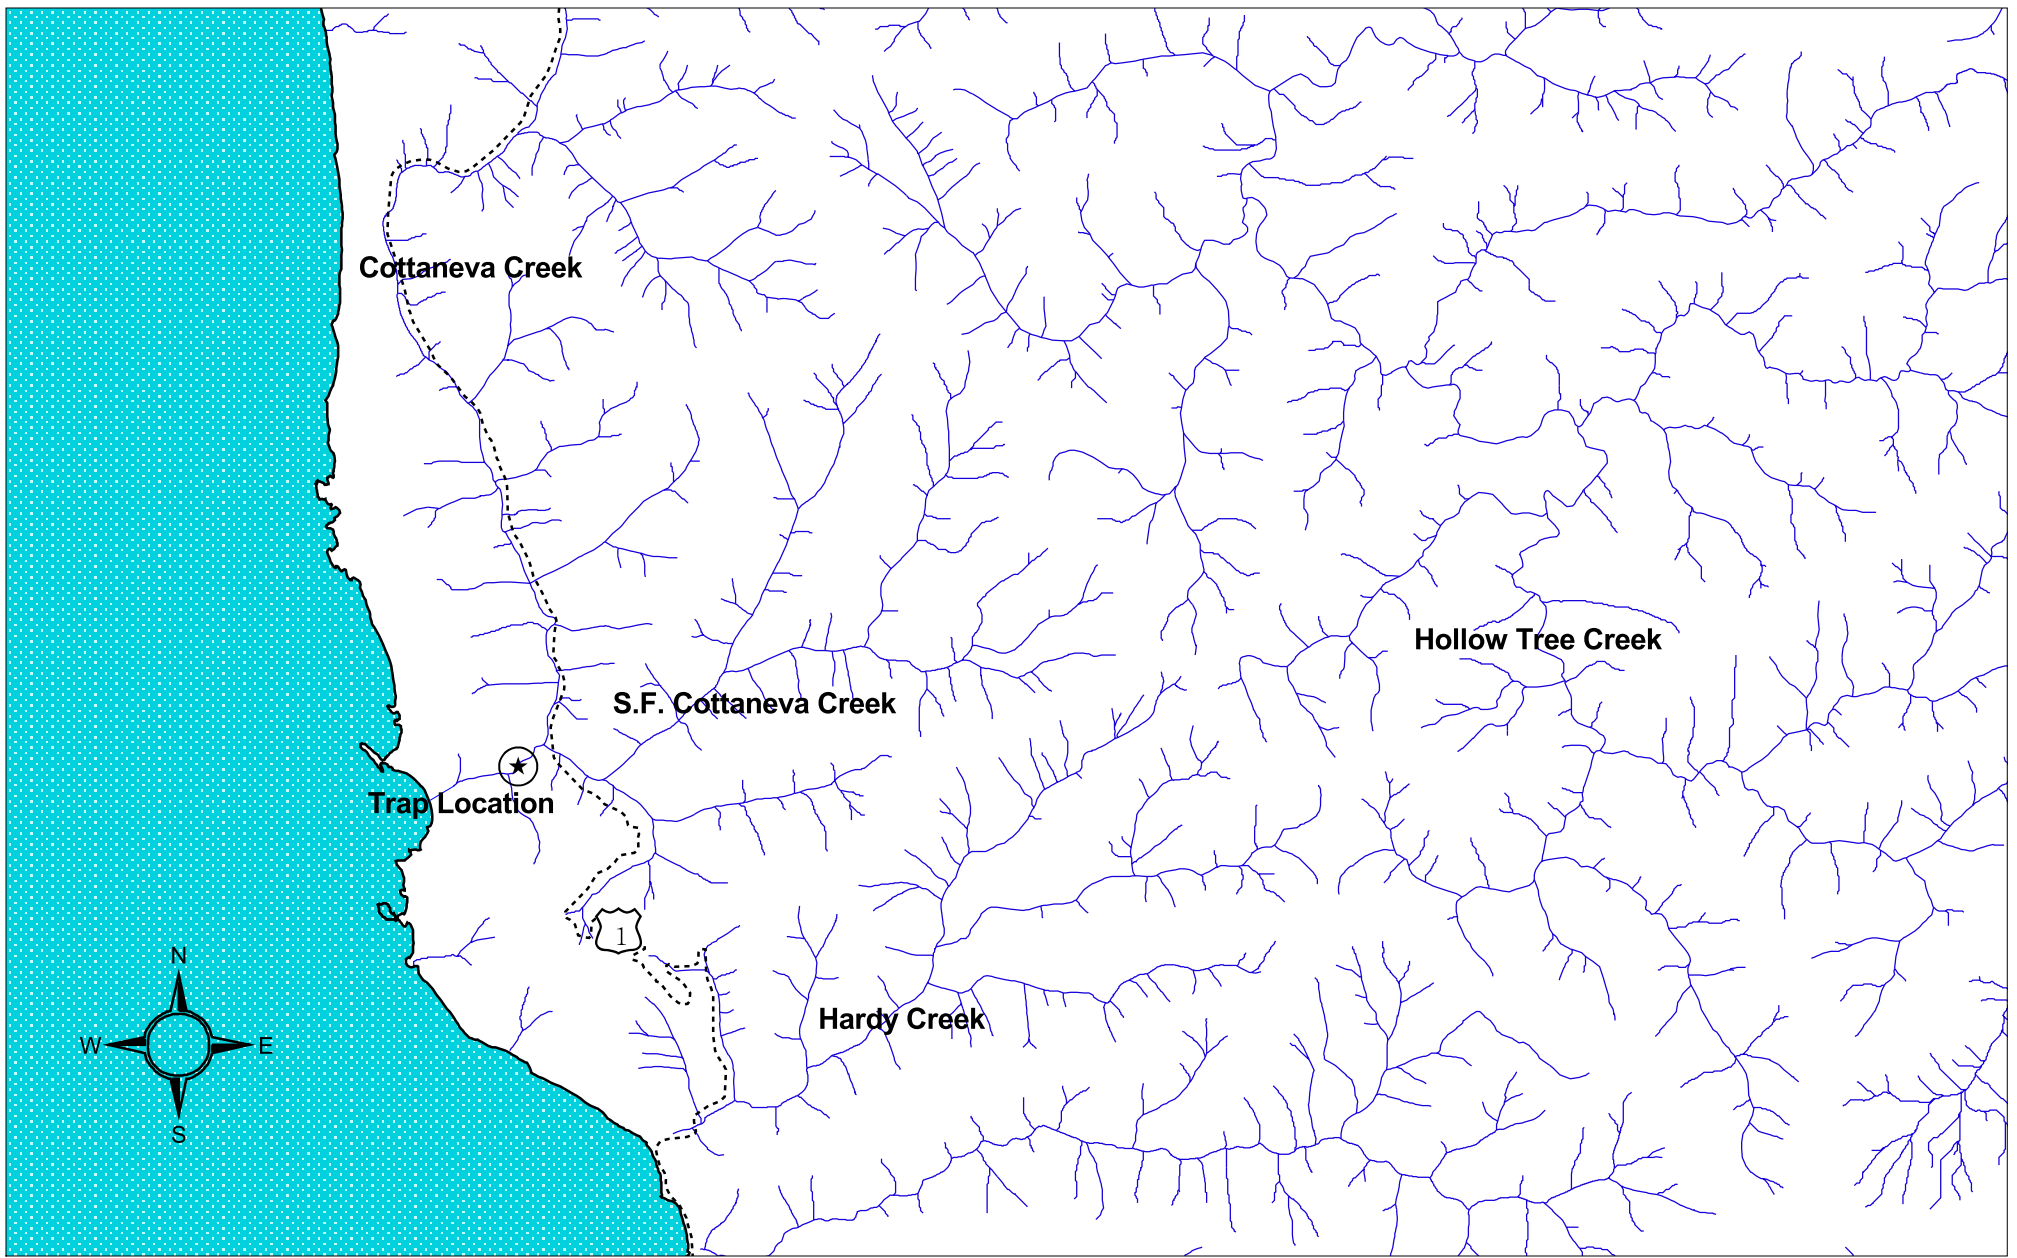 Cottaneva Creek
Hollow Tree Creek
S.F. Cottaneva Creek
Trap Location
1
N
W
E
S
Hardy Creek